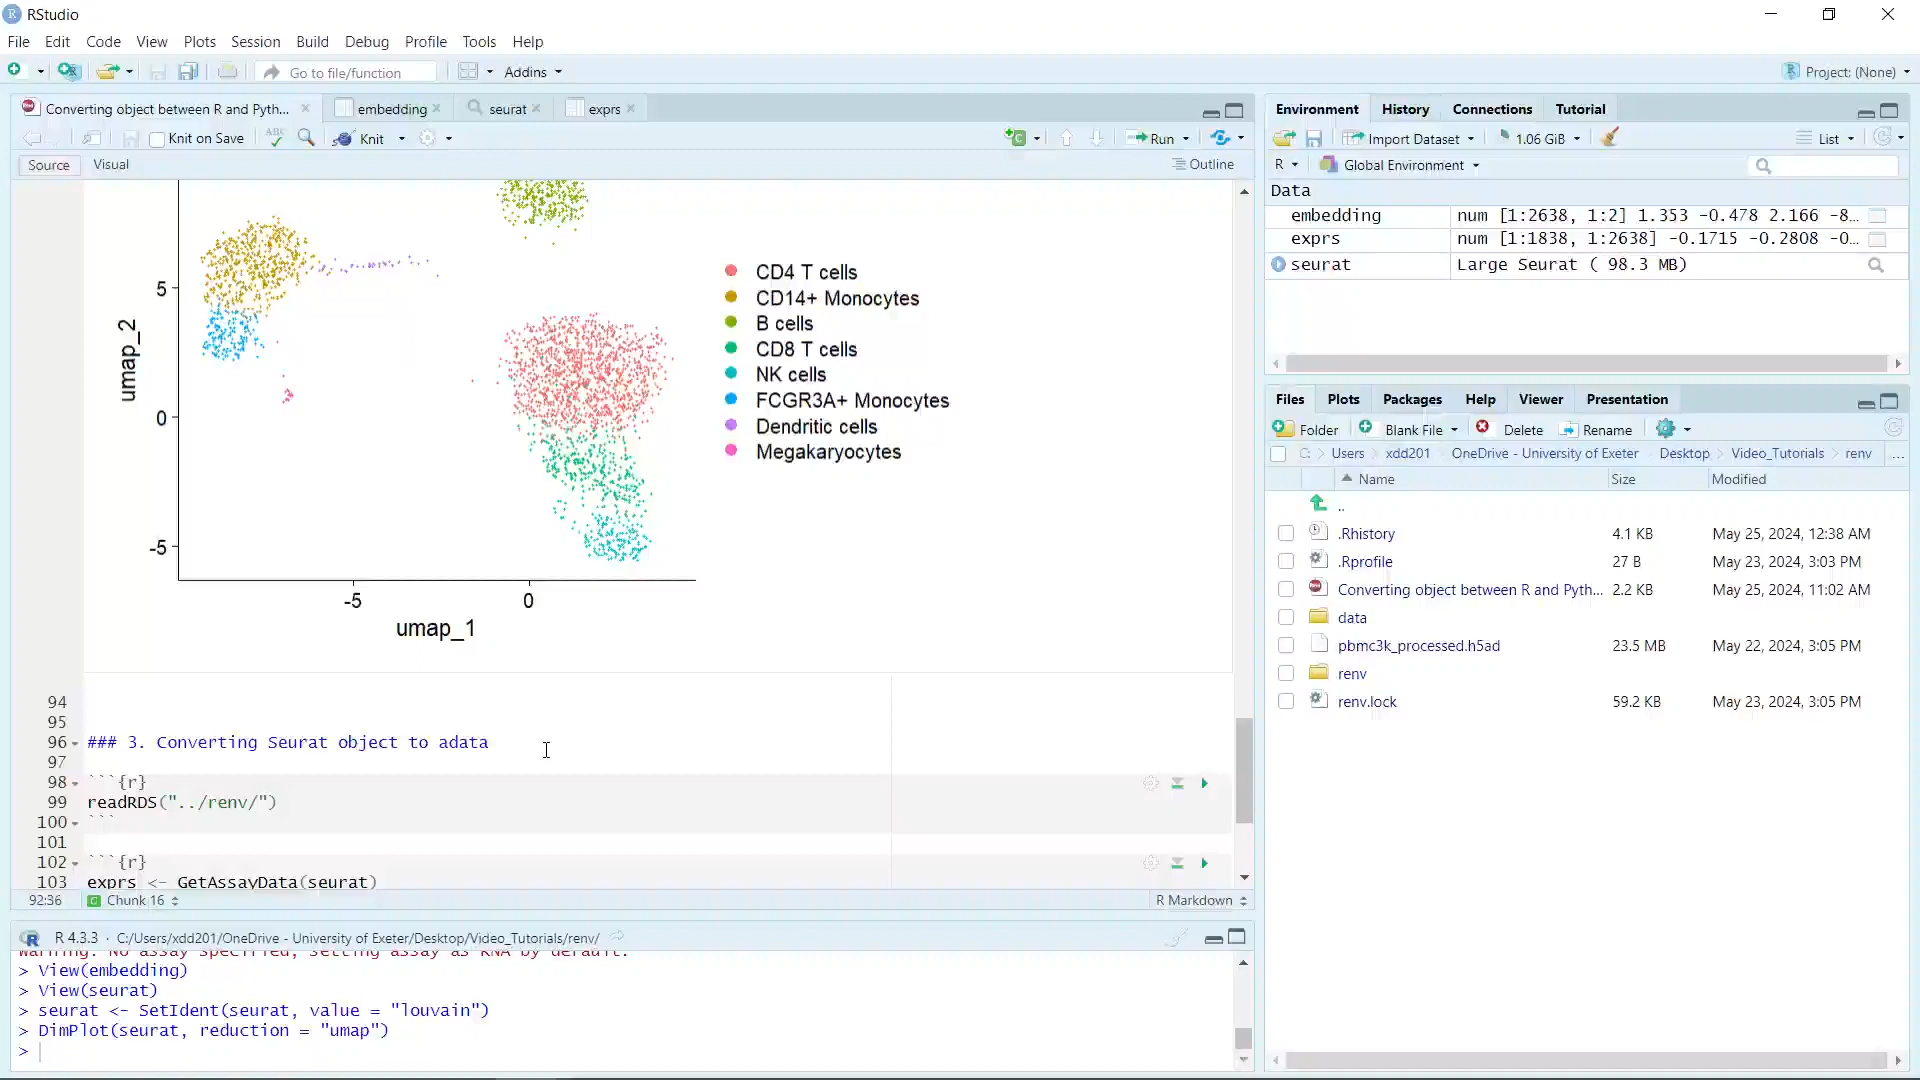 RStudio
File Edit Code View Plots Session Build Debug Profile Tools Help
Go to file/function Addins Project: (None)
Converting object between R and Pyth... embedding seurat exprs
Knit on Save ABC Knit Run
Source Visual Outline
5
0
-5
umap_2
-5 0
umap_1
CD4 T cells
CD14+ Monocytes
B cells
CD8 T cells
NK cells
FCGR3A+ Monocytes
Dendritic cells
Megakaryocytes
94
95
96 ### 3. Converting Seurat object to adata
97
98 ```{r}
99 readRDS("../renv/")
100 ```
101
102 ```{r}
103 exprs <- GetAssayData(seurat)
92:36 Chunk 16 R Markdown
R 4.3.3 · C:/Users/xdd201/OneDrive - University of Exeter/Desktop/Video_Tutorials/renv/
Warning: No assay specified, setting assay as RNA by default.
> View(embedding)
> View(seurat)
> seurat <- SetIdent(seurat, value = "louvain")
> DimPlot(seurat, reduction = "umap")
>
Environment History Connections Tutorial
Import Dataset 1.06 GiB List
R Global Environment
Data
embedding num [1:2638, 1:2] 1.353 -0.478 2.166 -8...
exprs num [1:1838, 1:2638] -0.1715 -0.2808 -0...
seurat Large Seurat ( 98.3 MB)
Files Plots Packages Help Viewer Presentation
Folder Blank File Delete Rename
C: Users xdd201 OneDrive - University of Exeter Desktop Video_Tutorials renv ...
Name Size Modified
..
.Rhistory 4.1 KB May 25, 2024, 12:38 AM
.Rprofile 27 B May 23, 2024, 3:03 PM
Converting object between R and Pyth... 2.2 KB May 25, 2024, 11:02 AM
data
pbmc3k_processed.h5ad 23.5 MB May 22, 2024, 3:05 PM
renv
renv.lock 59.2 KB May 23, 2024, 3:05 PM